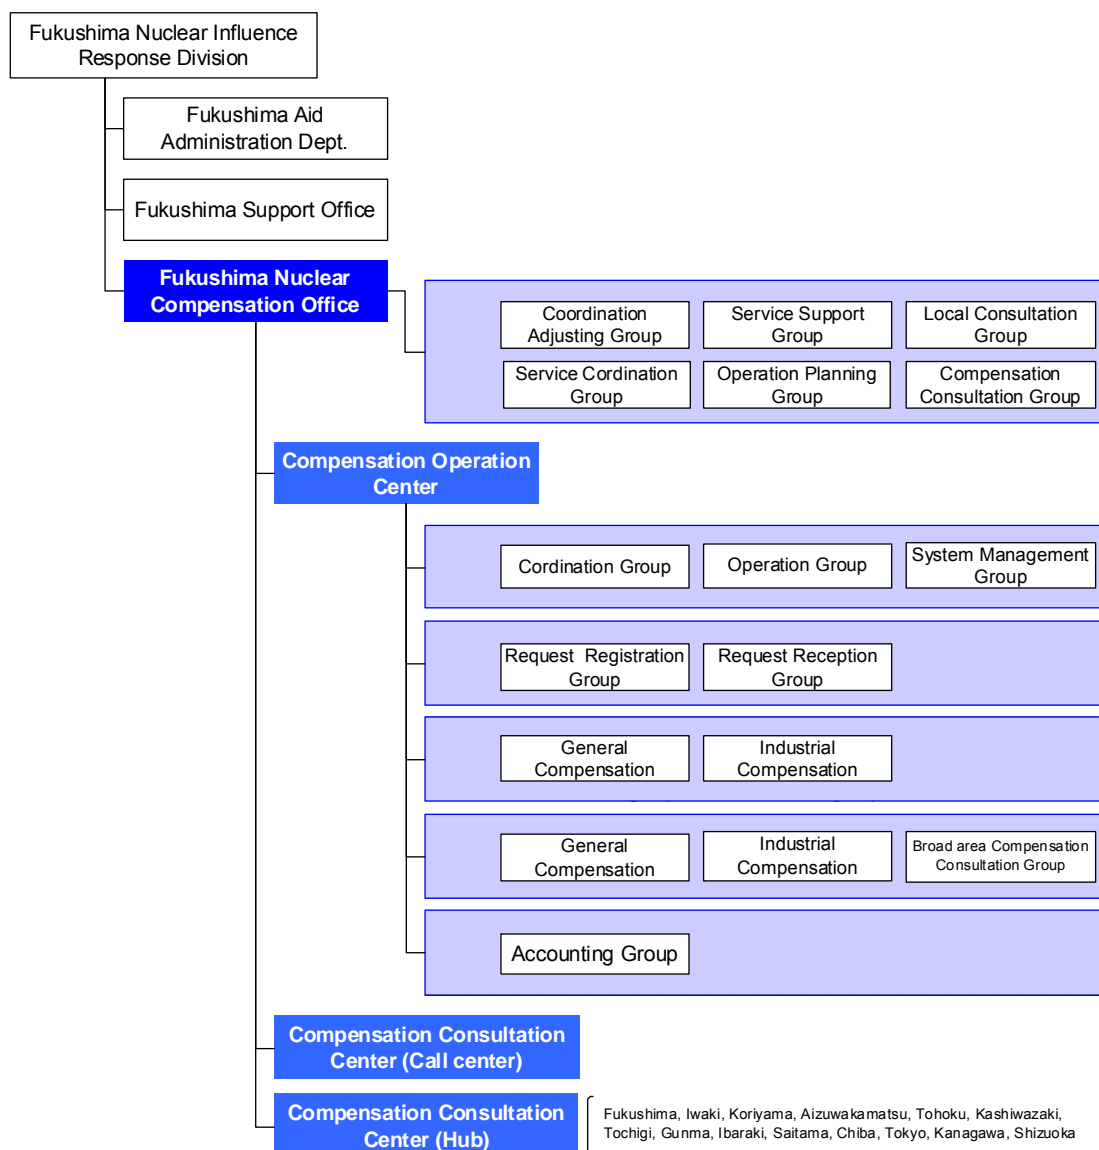 Fukushima Nuclear Influence
Response Division
Fukushima Aid
Administration Dept.
Fukushima Support Office
Fukushima Nuclear
Compensation Office
Coordination
Adjusting Group
Service Support
Group
Local Consultation
Group
Service Cordination
Group
Operation Planning
Group
Compensation
Consultation Group
Compensation Operation
Center
Cordination Group
Operation Group
System Management
Group
Request  Registration
Group
Request Reception
Group
General
Compensation
Industrial
Compensation
General
Compensation
Industrial
Compensation
Broad area Compensation
Consultation Group
Accounting Group
Compensation Consultation
Center (Call center)
Compensation Consultation
Center (Hub)
Fukushima, Iwaki, Koriyama, Aizuwakamatsu, Tohoku, Kashiwazaki,
Tochigi, Gunma, Ibaraki, Saitama, Chiba, Tokyo, Kanagawa, Shizuoka